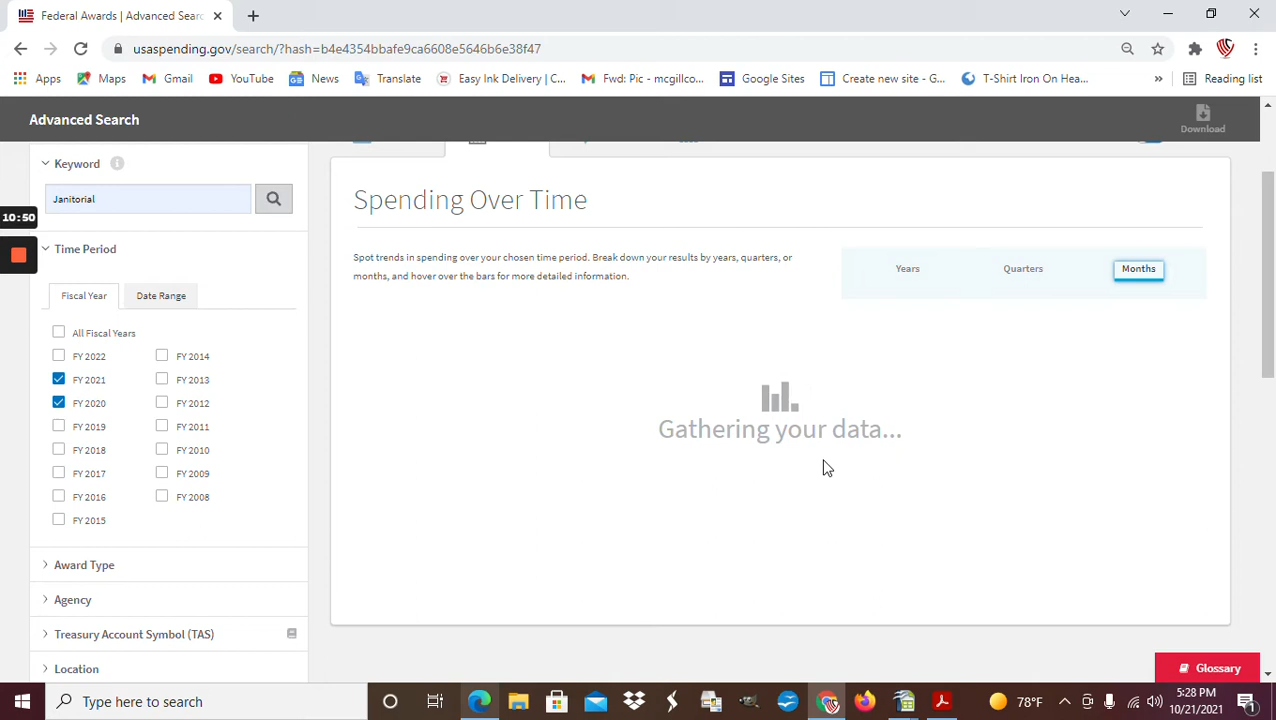 Federal Awards | Advanced Sear
usaspending.gov/search/?hash=b4e4354bbafe9ca6608e5646b6e38f47
Apps Maps Gmail YouTube News Translate Easy Ink Delivery | C... Fwd: Pic - mcgillco... Google Sites Create new site - G... T-Shirt Iron On Hea... » Reading list
Advanced Search
Download
Keyword
Janitorial
10:50
Time Period
Fiscal Year Date Range
All Fiscal Years
FY 2022 FY 2014
FY 2021 FY 2013
FY 2020 FY 2012
FY 2019 FY 2011
FY 2018 FY 2010
FY 2017 FY 2009
FY 2016 FY 2008
FY 2015
Award Type
Agency
Treasury Account Symbol (TAS)
Location
Spending Over Time
Spot trends in spending over your chosen time period. Break down your results by years, quarters, or
months, and hover over the bars for more detailed information.
Years Quarters Months
Gathering your data...
Glossary
Type here to search
78°F
5:28 PM
10/21/2021
1